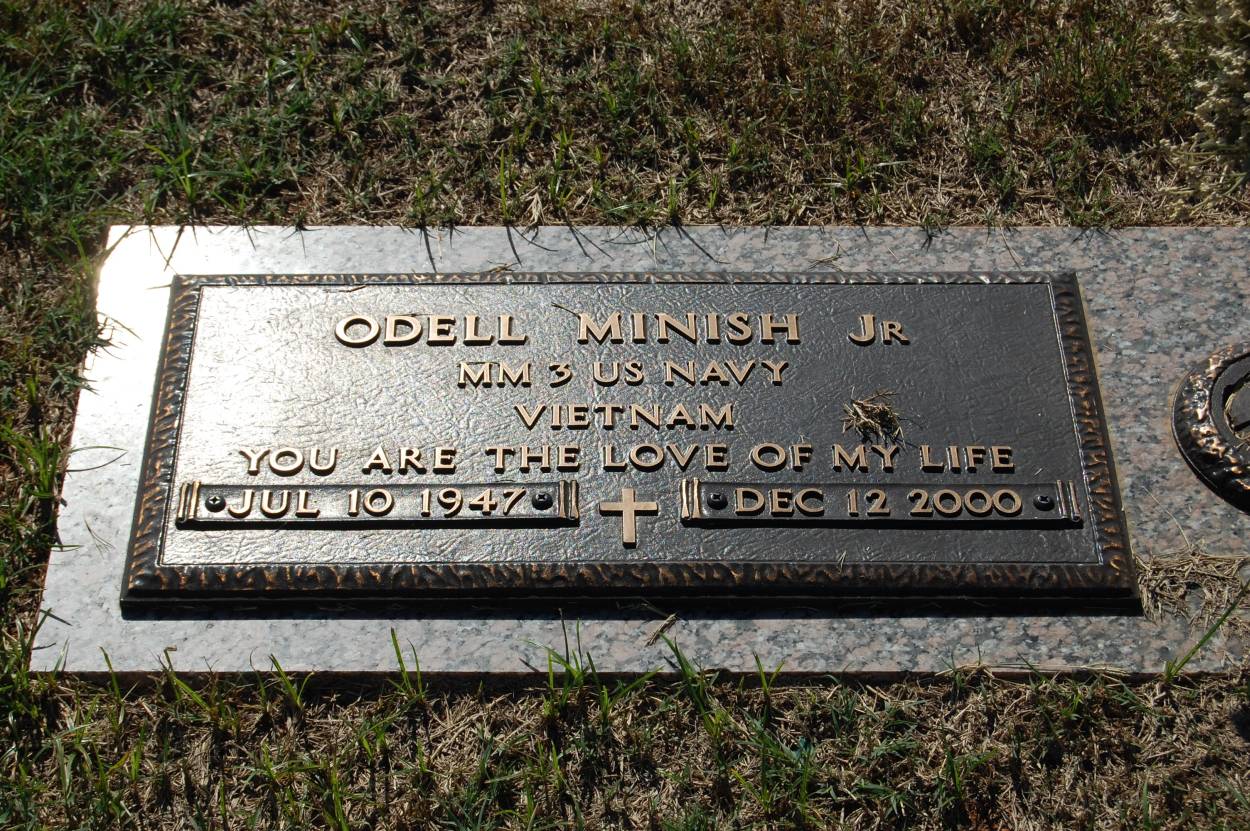 ODELL MINISH JR
MM 3 US NAVY
VIETNAM
YOU ARE THE LOVE OF MY LIFE
JUL 10 1947 DEC 12 2000